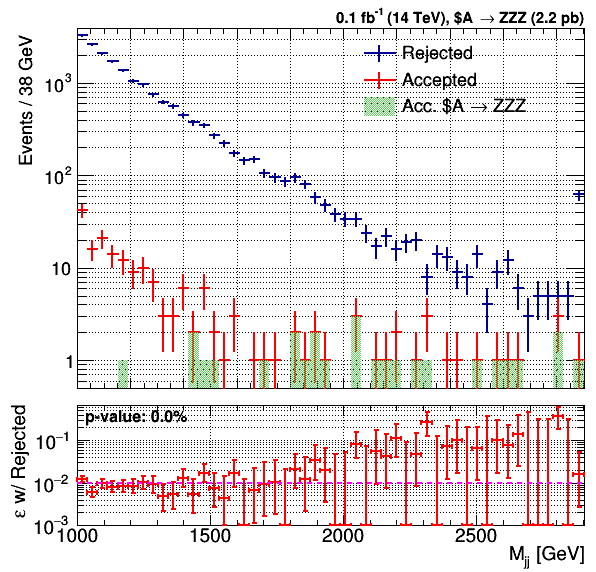 0.1 fb⁻¹ (14 TeV), $A → ZZZ (2.2 pb)
Events / 38 GeV
10³
10²
10
1
Rejected
Accepted
Acc. $A → ZZZ
ε w/ Rejected
p-value: 0.0%
10⁻¹
10⁻²
10⁻³
1000 1500 2000 2500
M_jj [GeV]